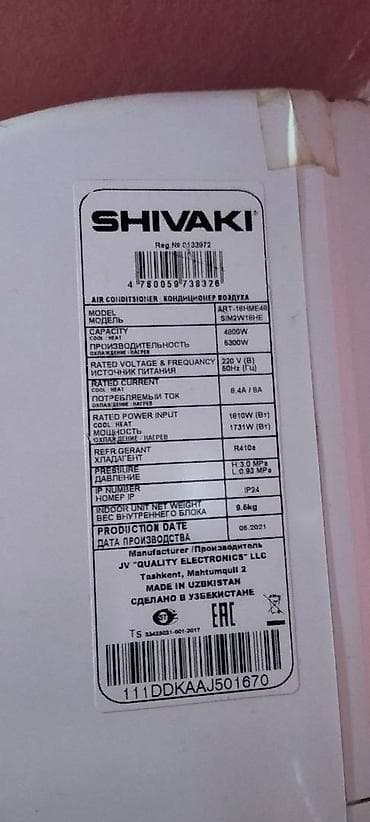 SHIVAKI
Reg.№ 0133972
4 780059 738326
AIR CONDITIONER · КОНДИЦИОНЕР ВОЗДУХА
MODEL ART-18HME48
МОДЕЛЬ SIM2W18HE
CAPACITY 4800W
COOL / HEAT
ПРОИЗВОДИТЕЛЬНОСТЬ 5300W
ОХЛАЖДЕНИЕ / НАГРЕВ
RATED VOLTAGE & FREQUANCY 220 V (В)
ИСТОЧНИК ПИТАНИЯ 50Hz (Гц)
RATED CURRENT
COOL HEAT
ПОТРЕБЛЯЕМЫЙ ТОК 8.4A / 8A
ОХЛАЖДЕНИЕ / НАГРЕВ
RATED POWER INPUT 1810W (Вт)
COOL HEAT
МОЩНОСТЬ 1731W (Вт)
ОХЛАЖДЕНИЕ / НАГРЕВ
REFRIGERANT R410a
ХЛАДАГЕНТ
PRESSURE H:3.0 MPa
ДАВЛЕНИЕ L:0.93 MPa
IP NUMBER IP24
НОМЕР IP
INDOOR UNIT NET WEIGHT 9.5kg
ВЕС ВНУТРЕННЕГО БЛОКА
PRODUCTION DATE 06.2021
ДАТА ПРОИЗВОДСТВА
Manufacturer /Производитель
JV "QUALITY ELECTRONICS" LLC
Tashkent, Mahtumquli 2
MADE IN UZBKISTAN
СДЕЛАНО В УЗБЕКИСТАНЕ
EAC
Ts
111DDKAAJ501670